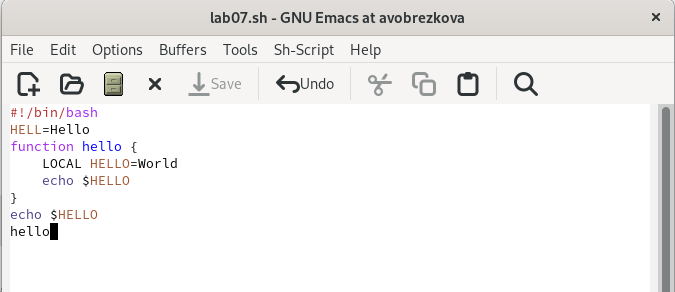 lab07.sh - GNU Emacs at avobrezkova
File Edit Options Buffers Tools Sh-Script Help
Save Undo
#!/bin/bash
HELL=Hello
function hello {
    LOCAL HELLO=World
    echo $HELLO
}
echo $HELLO
hello